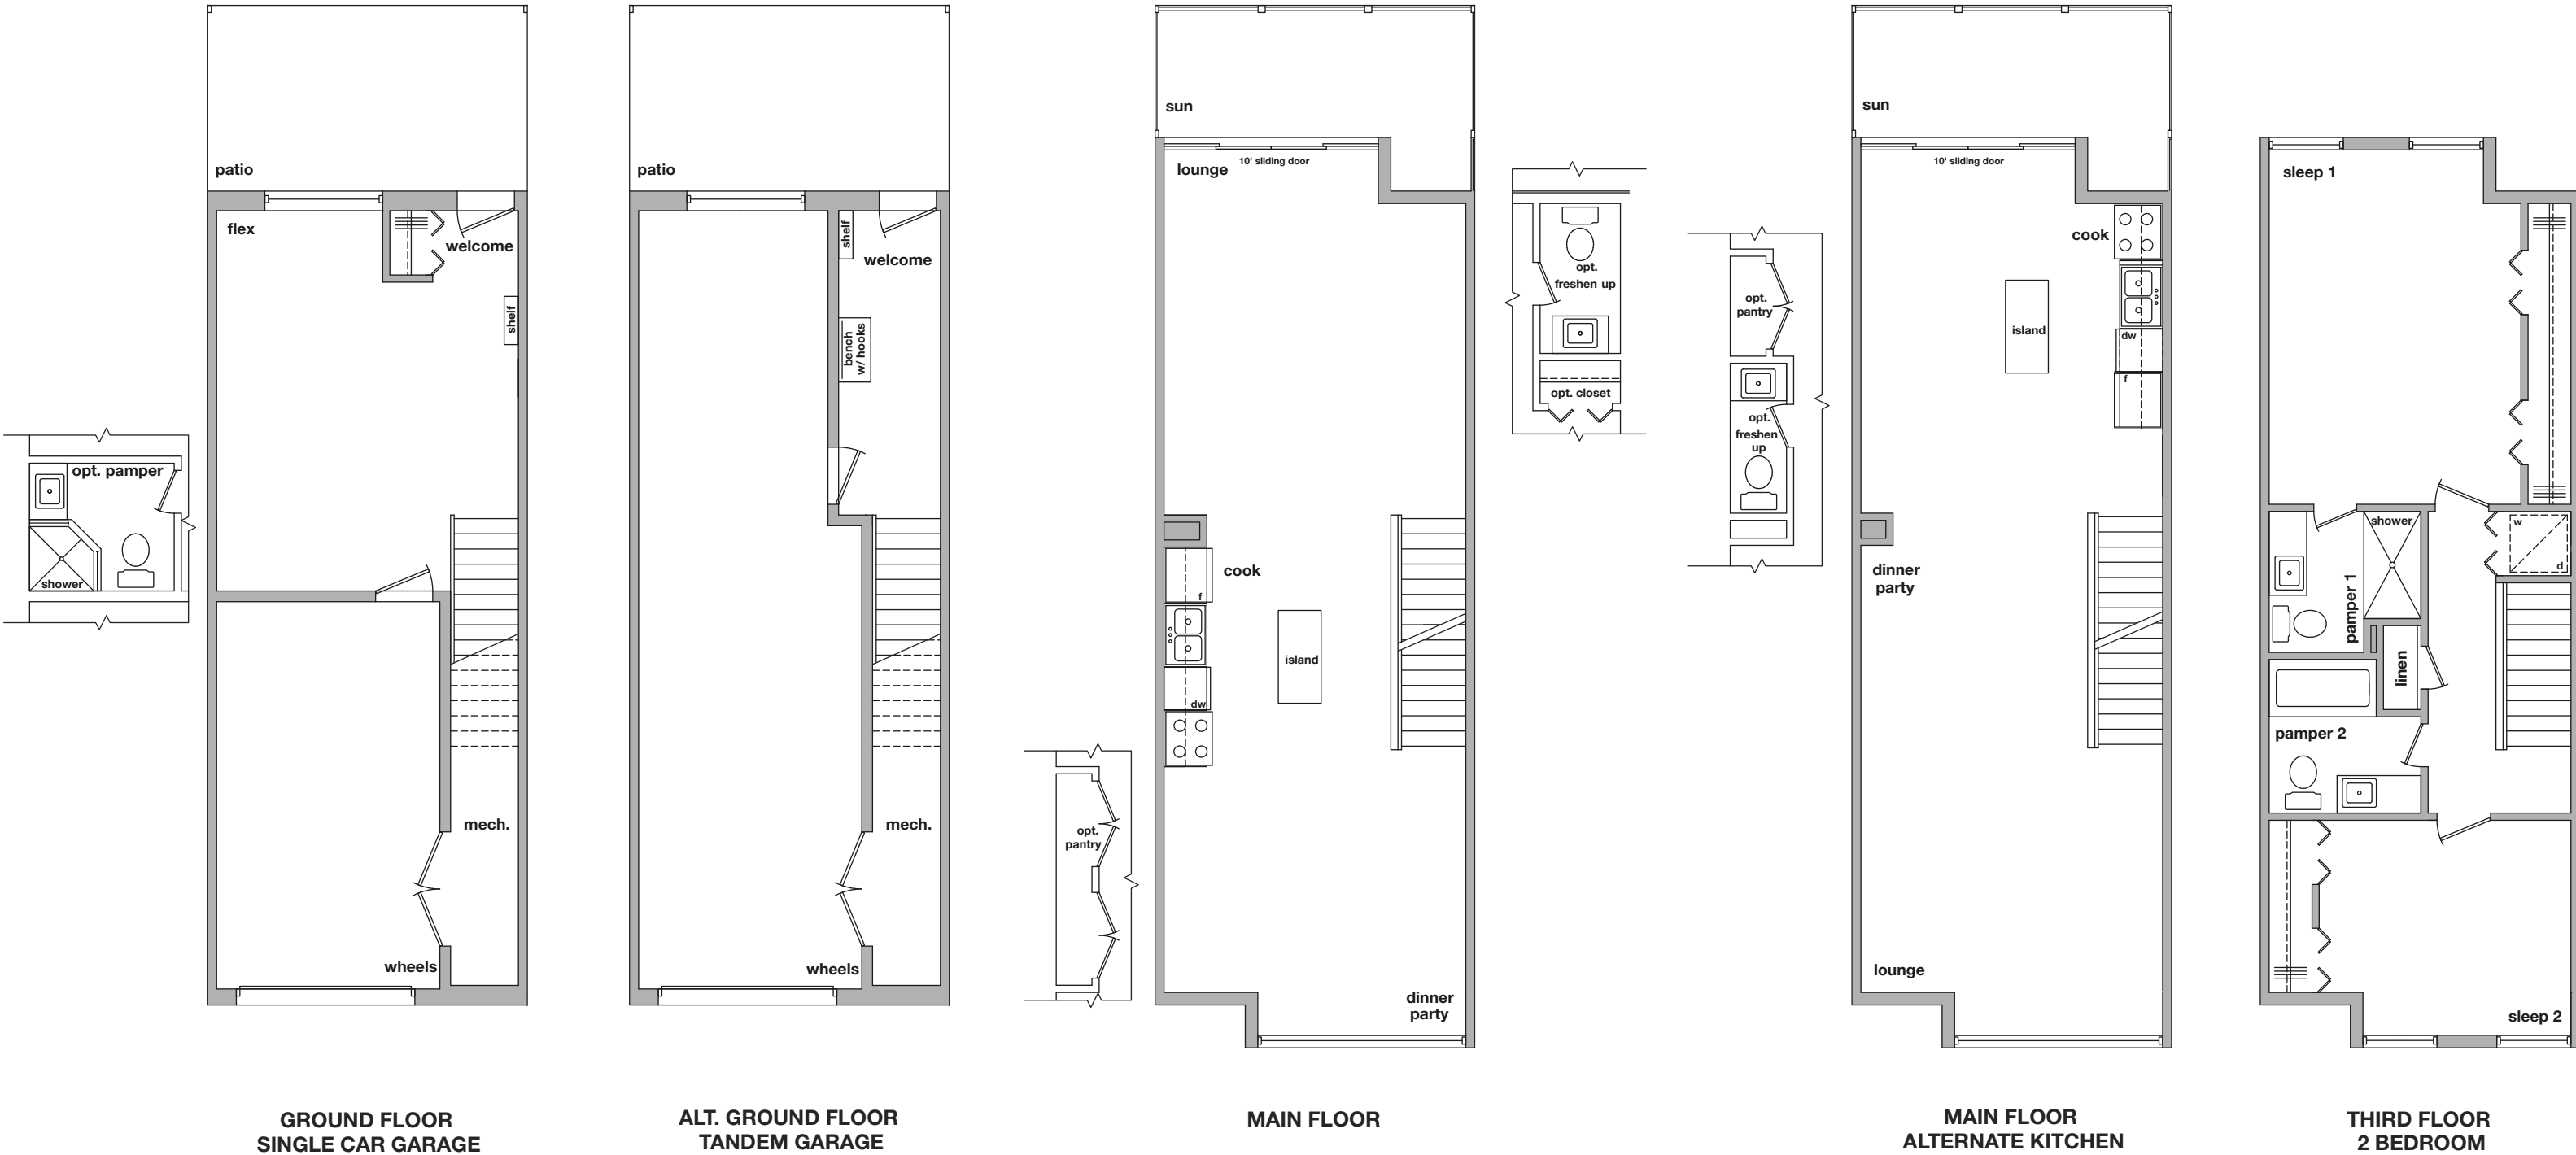 patio
flex
welcome
shelf
opt. pamper
shower
mech.
wheels
GROUND FLOOR
SINGLE CAR GARAGE
patio
shelf
welcome
bench
w/ hooks
mech.
wheels
ALT. GROUND FLOOR
TANDEM GARAGE
sun
10' sliding door
lounge
cook
f
island
dw
dinner
party
opt.
pantry
opt.
freshen up
opt. closet
MAIN FLOOR
sun
10' sliding door
cook
island
dw
f
dinner
party
lounge
opt.
pantry
opt.
freshen
up
MAIN FLOOR
ALTERNATE KITCHEN
sleep 1
shower
w
d
pamper 1
linen
pamper 2
sleep 2
THIRD FLOOR
2 BEDROOM